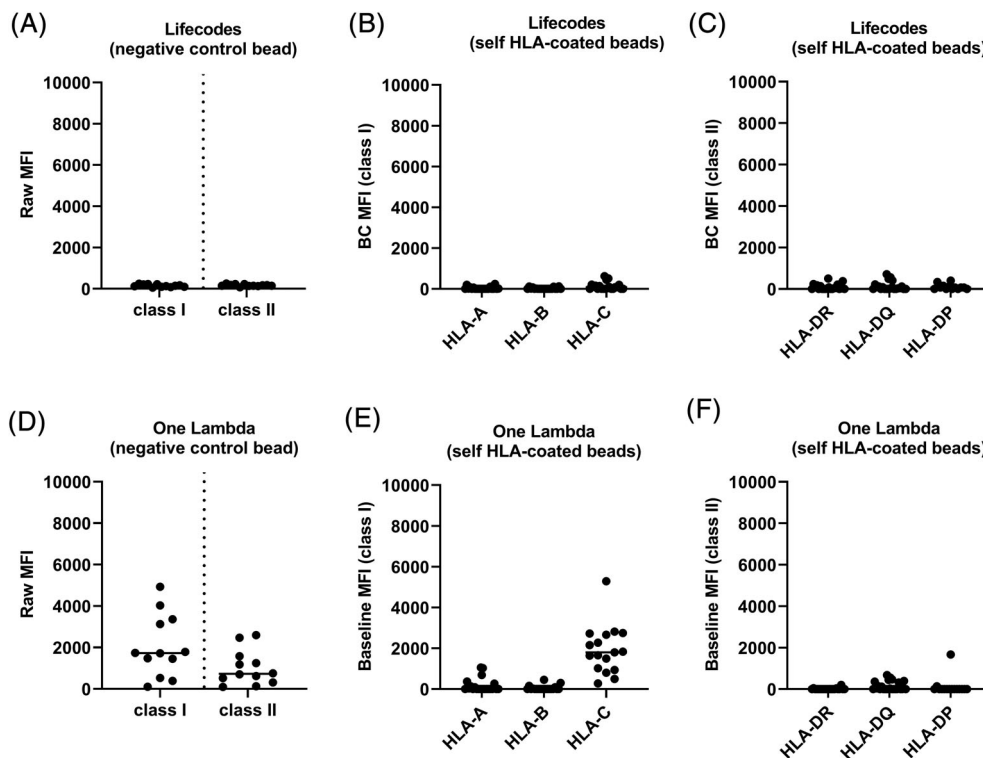 (A)
Lifecodes
(negative control bead)
Raw MFI
10000
8000
6000
4000
2000
0
class I
class II
(B)
Lifecodes
(self HLA-coated beads)
BC MFI (class I)
10000
8000
6000
4000
2000
0
HLA-A
HLA-B
HLA-C
(C)
Lifecodes
(self HLA-coated beads)
BC MFI (class II)
10000
8000
6000
4000
2000
0
HLA-DR
HLA-DQ
HLA-DP
(D)
One Lambda
(negative control bead)
Raw MFI
10000
8000
6000
4000
2000
0
class I
class II
(E)
One Lambda
(self HLA-coated beads)
Baseline MFI (class I)
10000
8000
6000
4000
2000
0
HLA-A
HLA-B
HLA-C
(F)
One Lambda
(self HLA-coated beads)
Baseline MFI (class II)
10000
8000
6000
4000
2000
0
HLA-DR
HLA-DQ
HLA-DP